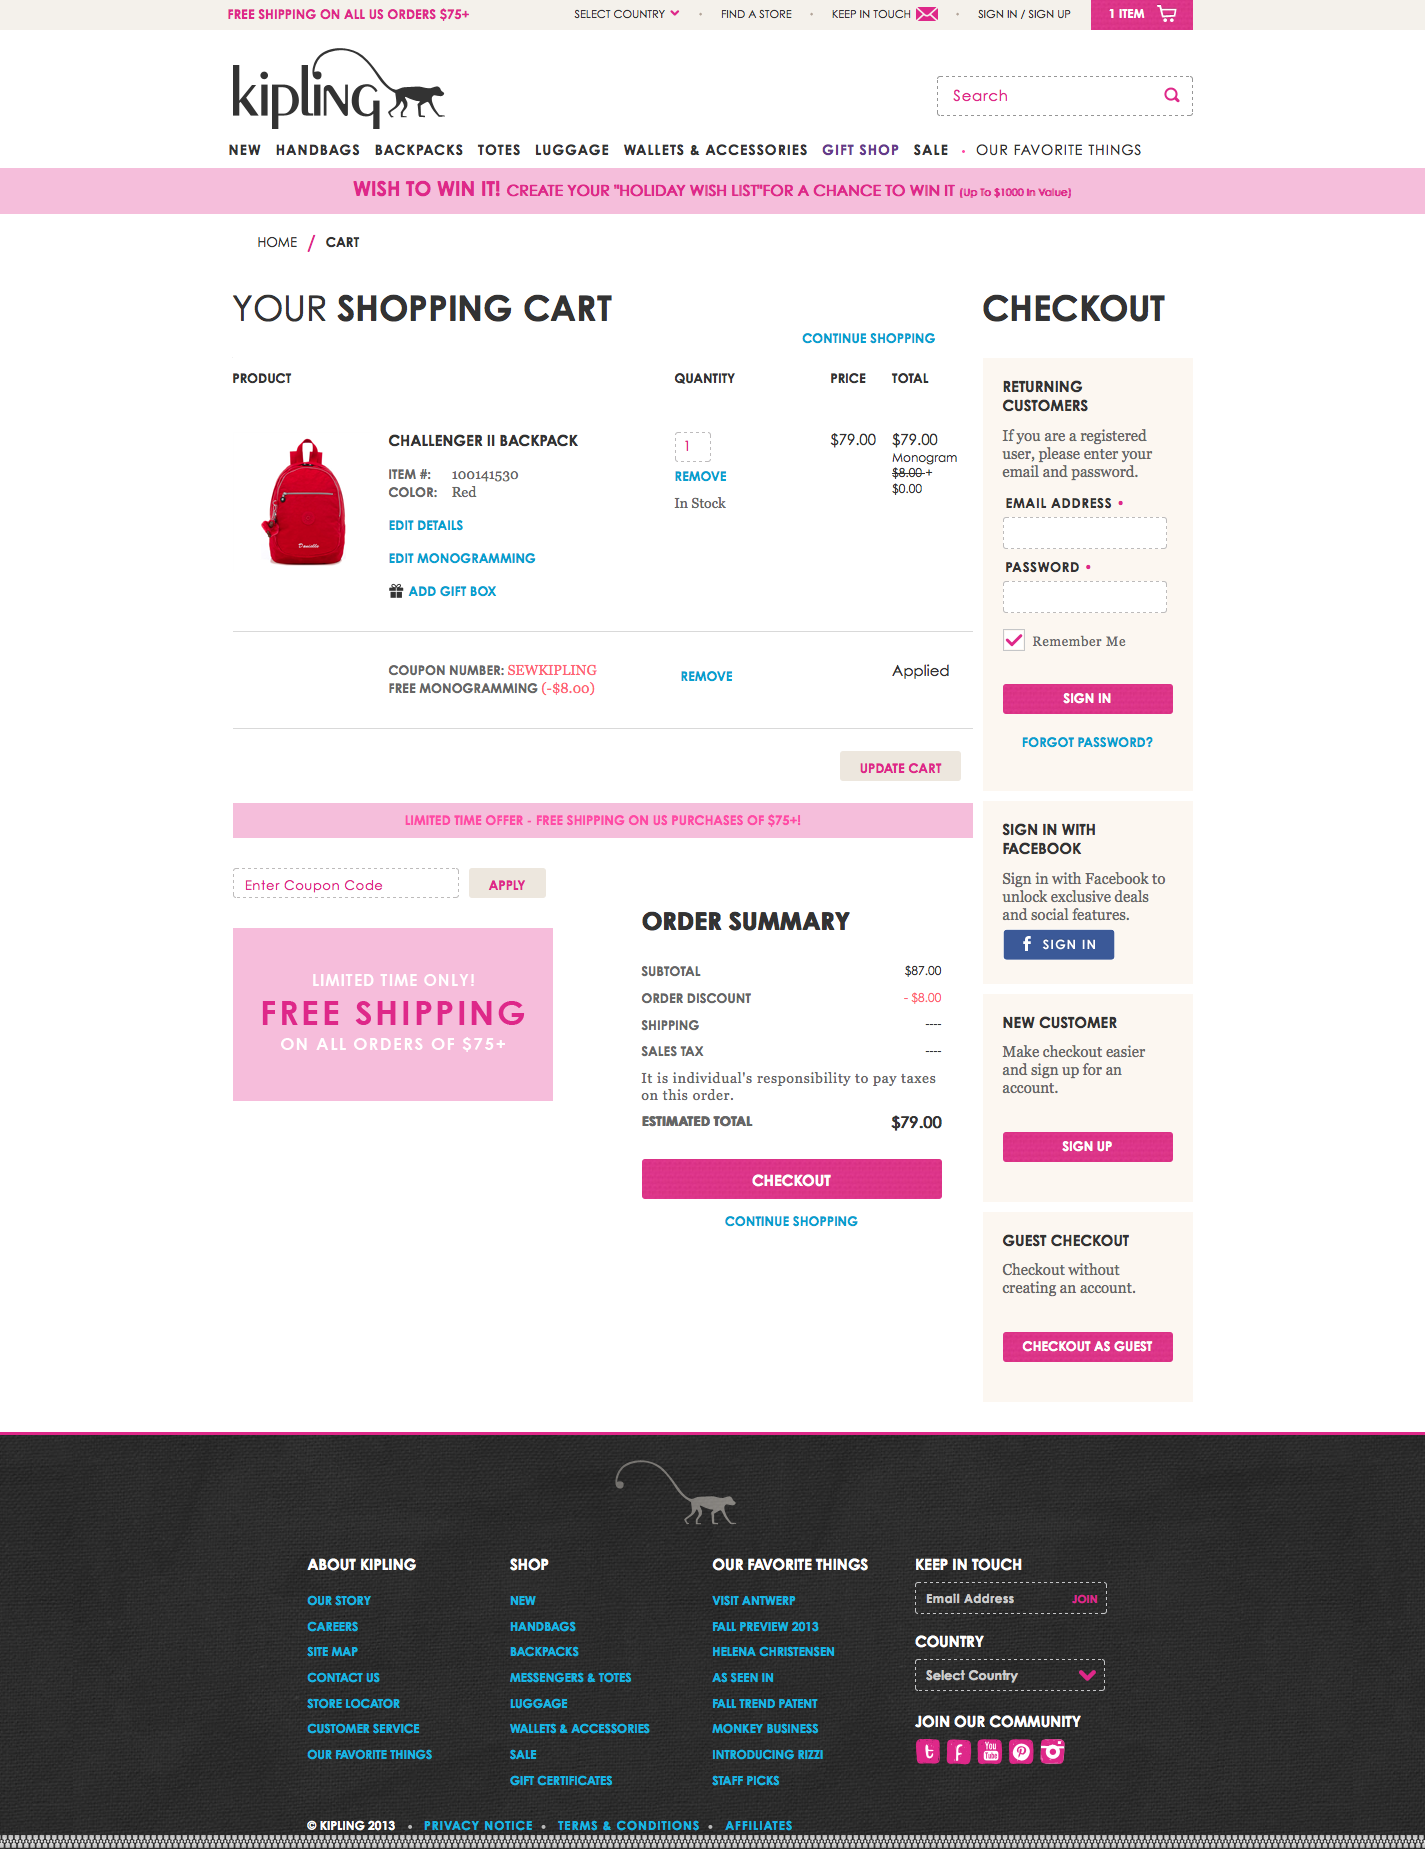 FREE SHIPPING ON ALL US ORDERS $75+
SELECT COUNTRY • FIND A STORE • KEEP IN TOUCH • SIGN IN / SIGN UP
1 ITEM
kipling
Search
NEW HANDBAGS BACKPACKS TOTES LUGGAGE WALLETS & ACCESSORIES GIFT SHOP SALE • OUR FAVORITE THINGS
WISH TO WIN IT! CREATE YOUR "HOLIDAY WISH LIST"FOR A CHANCE TO WIN IT (Up To $1000 In Value)
HOME / CART
YOUR SHOPPING CART
CONTINUE SHOPPING
PRODUCT QUANTITY PRICE TOTAL
CHALLENGER II BACKPACK
ITEM #: 100141530
COLOR: Red
EDIT DETAILS
EDIT MONOGRAMMING
ADD GIFT BOX
Danielle
1
REMOVE
In Stock
$79.00
$79.00
Monogram
$8.00 +
$0.00
COUPON NUMBER: SEWKIPLING
FREE MONOGRAMMING (-$8.00)
REMOVE
Applied
UPDATE CART
LIMITED TIME OFFER - FREE SHIPPING ON US PURCHASES OF $75+!
Enter Coupon Code
APPLY
LIMITED TIME ONLY!
FREE SHIPPING
ON ALL ORDERS OF $75+
ORDER SUMMARY
SUBTOTAL $87.00
ORDER DISCOUNT - $8.00
SHIPPING ----
SALES TAX ----
It is individual's responsibility to pay taxes
on this order.
ESTIMATED TOTAL $79.00
CHECKOUT
CONTINUE SHOPPING
CHECKOUT
RETURNING
CUSTOMERS
If you are a registered
user, please enter your
email and password.
EMAIL ADDRESS •
PASSWORD •
Remember Me
SIGN IN
FORGOT PASSWORD?
SIGN IN WITH
FACEBOOK
Sign in with Facebook to
unlock exclusive deals
and social features.
f SIGN IN
NEW CUSTOMER
Make checkout easier
and sign up for an
account.
SIGN UP
GUEST CHECKOUT
Checkout without
creating an account.
CHECKOUT AS GUEST
ABOUT KIPLING
OUR STORY
CAREERS
SITE MAP
CONTACT US
STORE LOCATOR
CUSTOMER SERVICE
OUR FAVORITE THINGS
SHOP
NEW
HANDBAGS
BACKPACKS
MESSENGERS & TOTES
LUGGAGE
WALLETS & ACCESSORIES
SALE
GIFT CERTIFICATES
OUR FAVORITE THINGS
VISIT ANTWERP
FALL PREVIEW 2013
HELENA CHRISTENSEN
AS SEEN IN
FALL TREND PATENT
MONKEY BUSINESS
INTRODUCING RIZZI
STAFF PICKS
KEEP IN TOUCH
Email Address JOIN
COUNTRY
Select Country
JOIN OUR COMMUNITY
t f You Tube
© KIPLING 2013 • PRIVACY NOTICE • TERMS & CONDITIONS • AFFILIATES